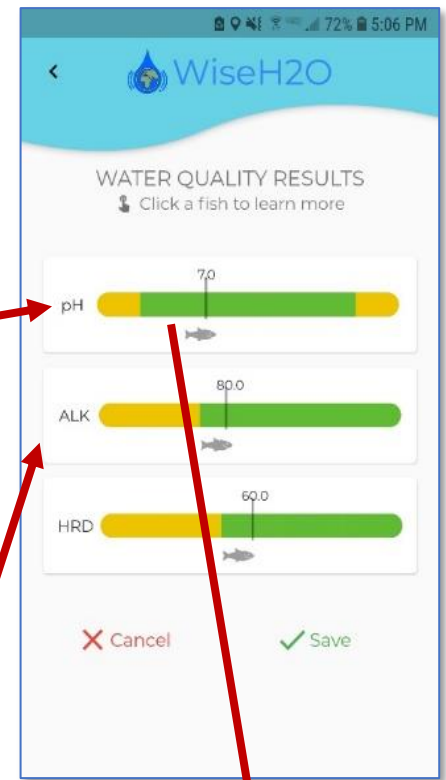 72% 5:06 PM
WiseH2O
WATER QUALITY RESULTS
Click a fish to learn more
7.0
pH
80.0
ALK
60.0
HRD
Cancel
Save